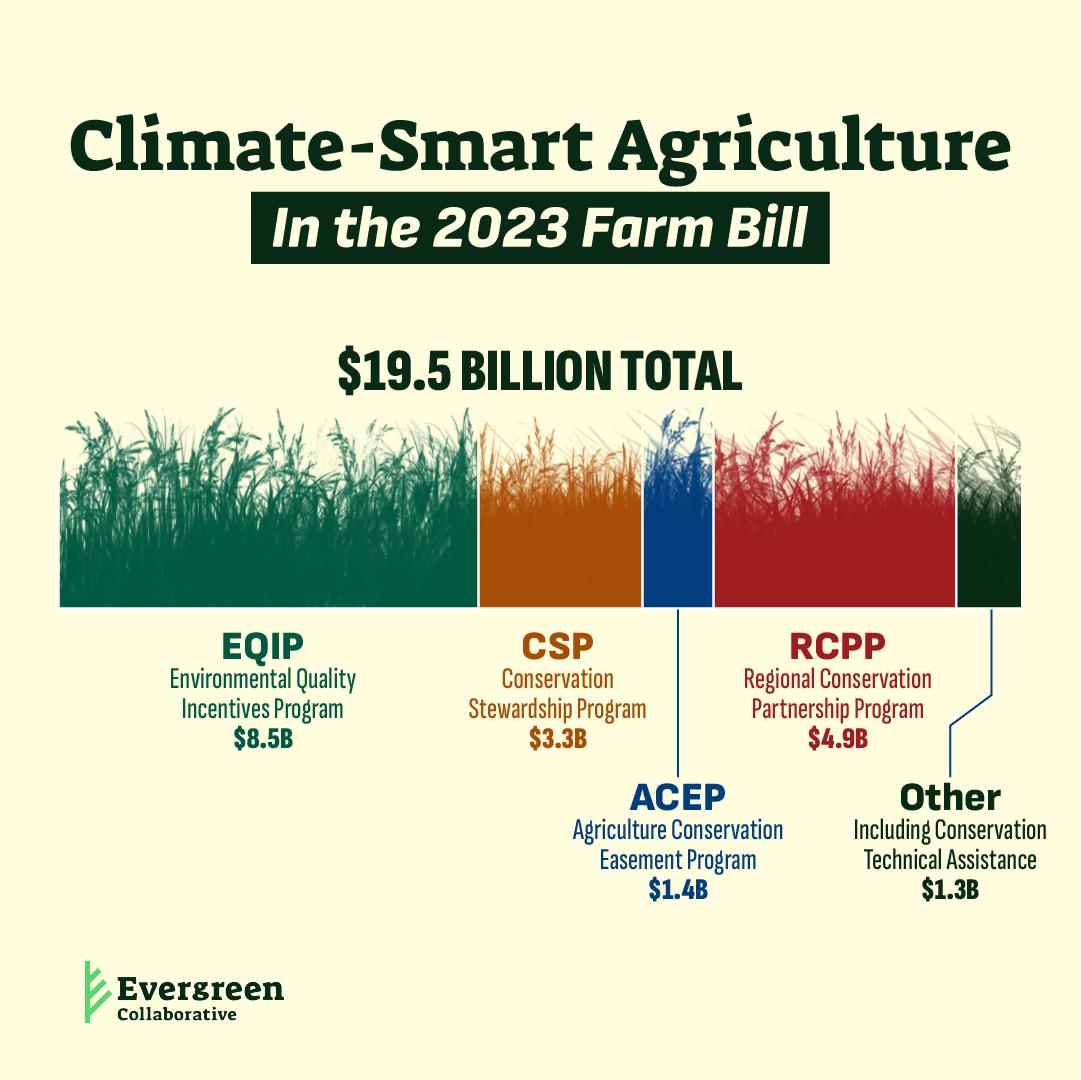 Climate-Smart Agriculture
In the 2023 Farm Bill
$19.5 BILLION TOTAL
EQIP
Environmental Quality
Incentives Program
$8.5B
CSP
Conservation
Stewardship Program
$3.3B
RCPP
Regional Conservation
Partnership Program
$4.9B
ACEP
Agriculture Conservation
Easement Program
$1.4B
Other
Including Conservation
Technical Assistance
$1.3B
Evergreen
Collaborative